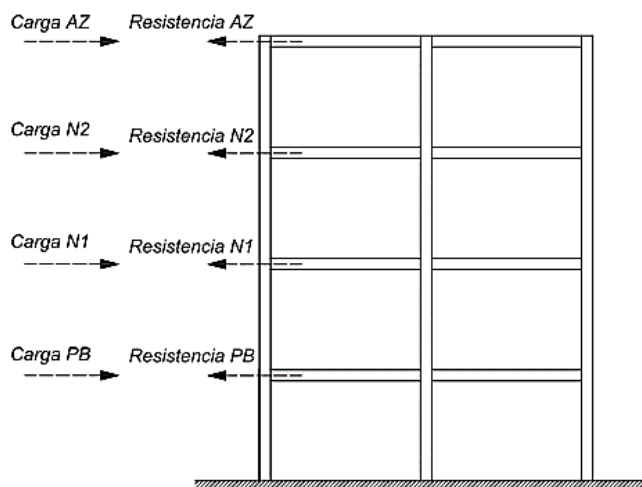 Carga AZ Resistencia AZ
Carga N2 Resistencia N2
Carga N1 Resistencia N1
Carga PB Resistencia PB